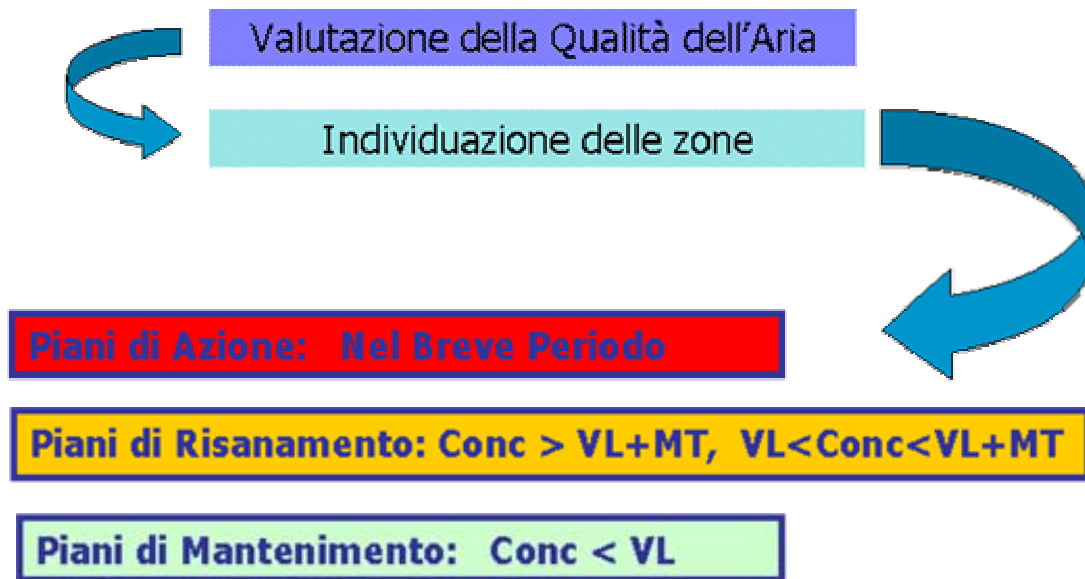 Valutazione della Qualità dell'Aria
Individuazione delle zone
Piani di Azione: Nel Breve Periodo
Piani di Risanamento: Conc > VL+MT, VL<Conc<VL+MT
Piani di Mantenimento: Conc < VL